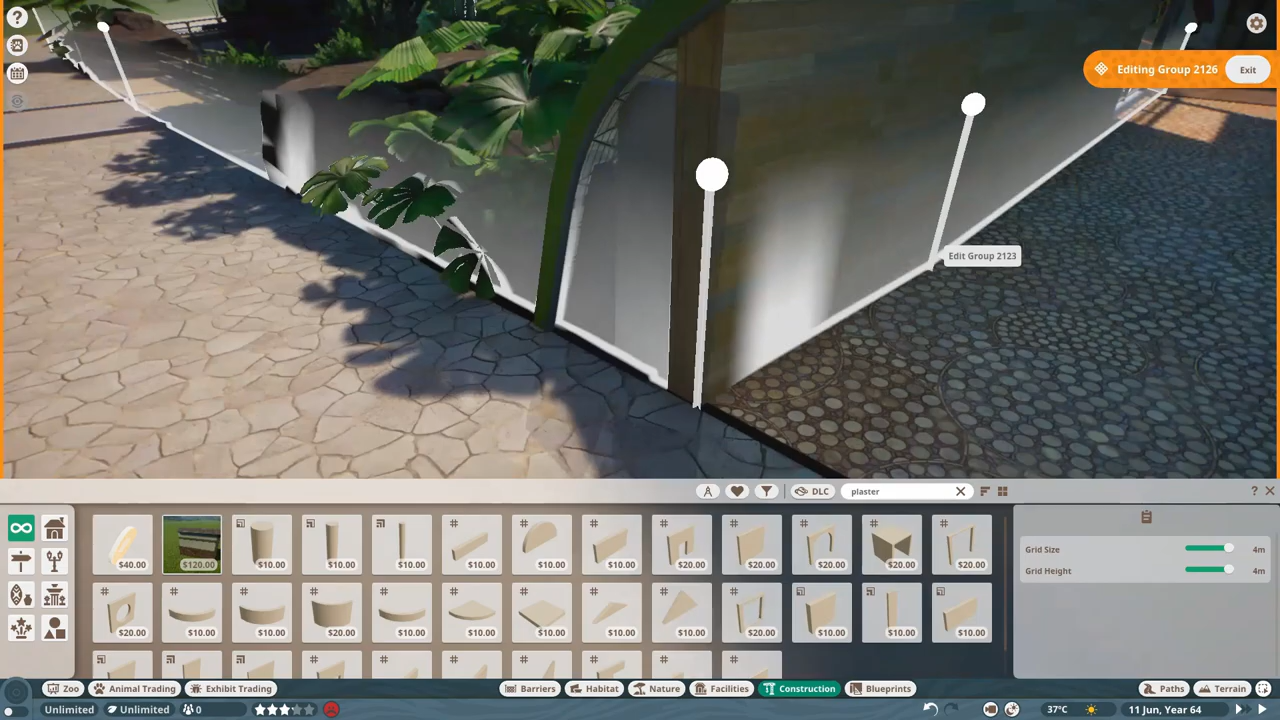 ?
Editing Group 2126 Exit
Edit Group 2123
DLC plaster ?
$40.00 $120.00 $10.00 $10.00 $10.00 $10.00 $10.00 $10.00 $20.00 $10.00 $20.00 $20.00 $20.00
Grid Size 4m
Grid Height 4m
$20.00 $10.00 $10.00 $20.00 $10.00 $10.00 $10.00 $10.00 $10.00 $20.00 $10.00 $10.00 $10.00
Zoo Animal Trading Exhibit Trading Barriers Habitat Nature Facilities Construction Blueprints Paths Terrain
Unlimited Unlimited 0 37°C 11 Jun, Year 64